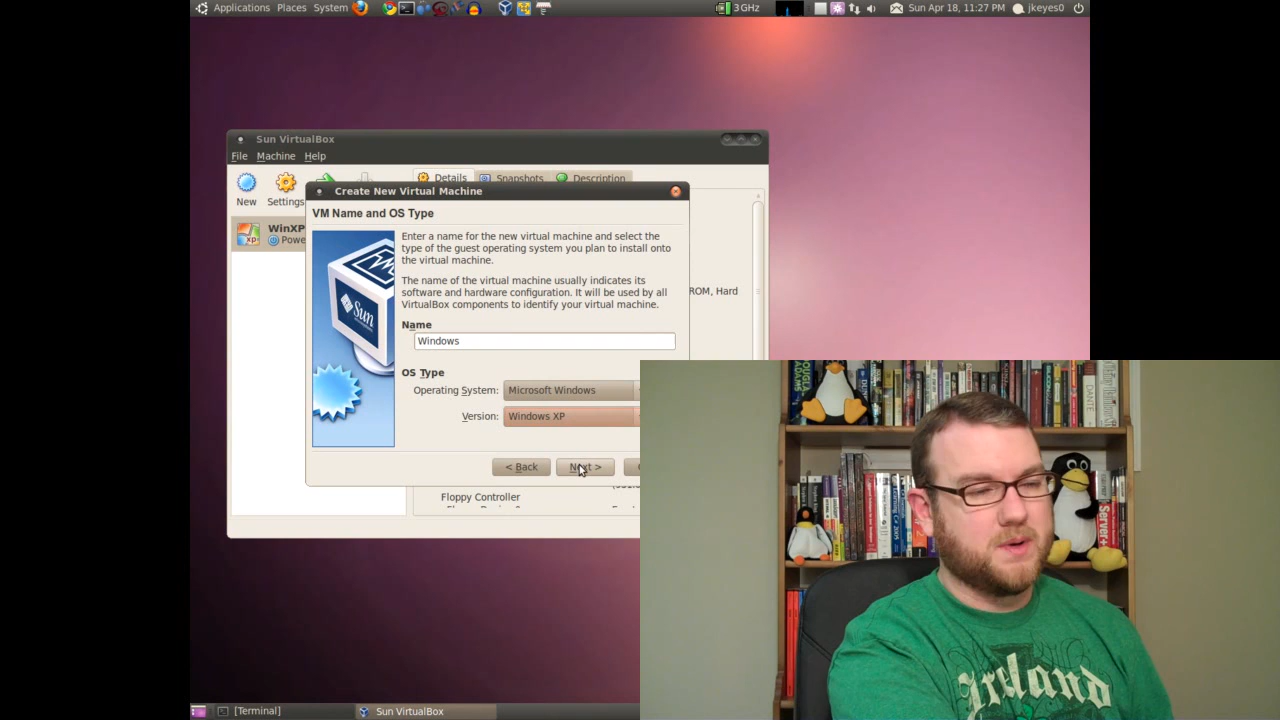 Applications Places System
3 GHz
Sun Apr 18, 11:27 PM
jkeyes0
Sun VirtualBox
File Machine Help
New
Settings
Details
Snapshots
Description
WinXP
Powe
ROM, Hard
Create New Virtual Machine
VM Name and OS Type
Enter a name for the new virtual machine and select the
type of the guest operating system you plan to install onto
the virtual machine.
The name of the virtual machine usually indicates its
software and hardware configuration. It will be used by all
VirtualBox components to identify your virtual machine.
Sun
Name
Windows
OS Type
Operating System: Microsoft Windows
Version: Windows XP
< Back
Next >
Floppy Controller
[Terminal]
Sun VirtualBox
DANTE
Server+
Ireland